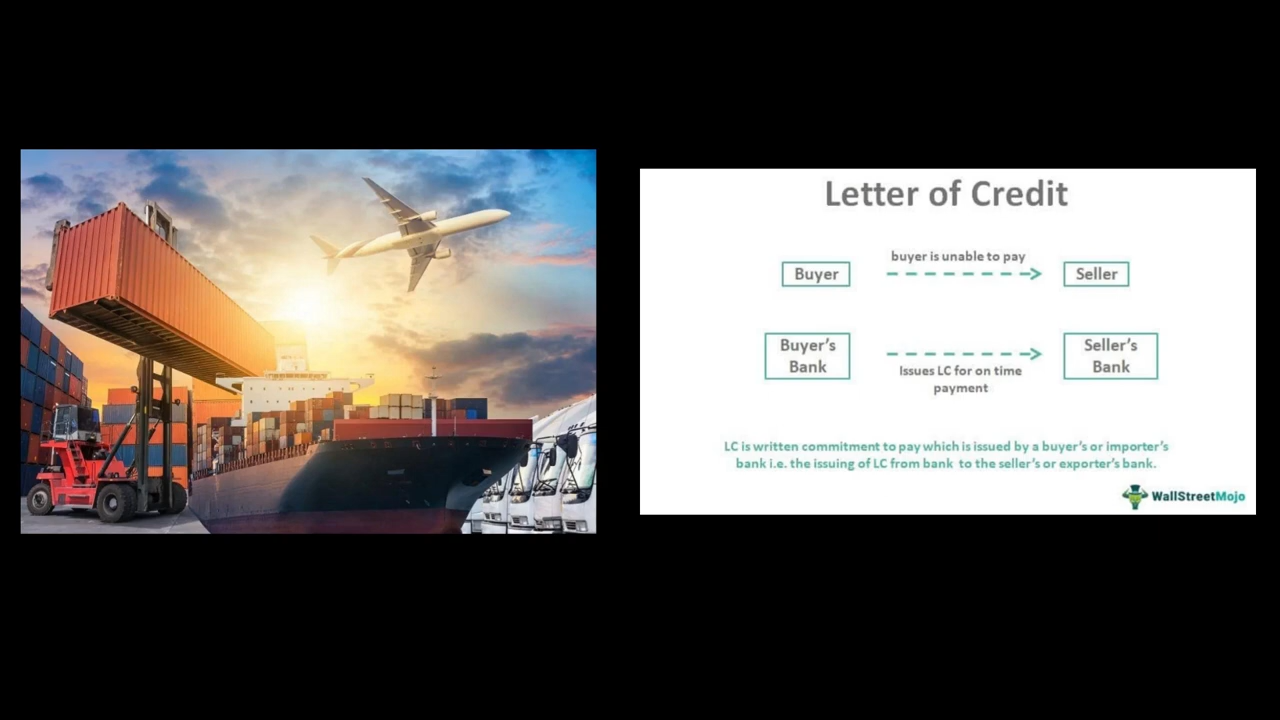 Letter of Credit
buyer is unable to pay
Buyer
Seller
Buyer's
Bank
Seller's
Bank
Issues LC for on time
payment
LC is written commitment to pay which is issued by a buyer's or importer's
bank i.e. the issuing of LC from bank to the seller's or exporter's bank.
WallStreetMojo